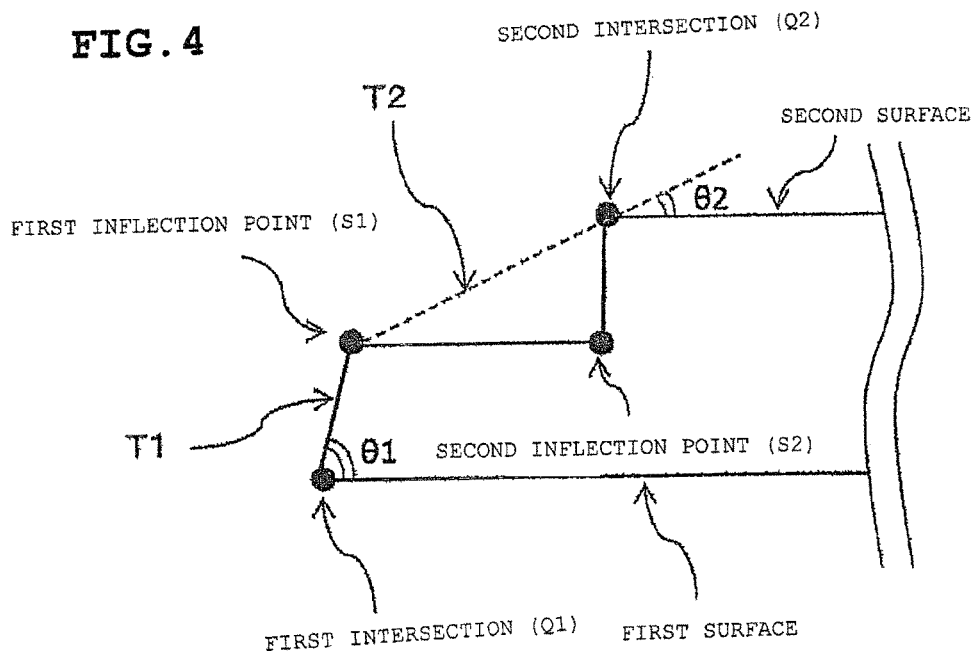 FIG. 4
SECOND INTERSECTION (Q2)
T2
SECOND SURFACE
θ2
FIRST INFLECTION POINT (S1)
T1
θ1
SECOND INFLECTION POINT (S2)
FIRST INTERSECTION (Q1)
FIRST SURFACE